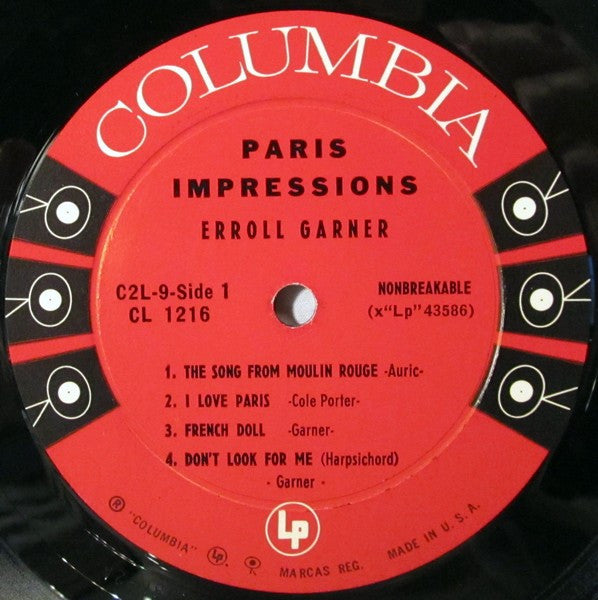 COLUMBIA
PARIS
IMPRESSIONS
ERROLL GARNER
C2L-9-Side 1
CL 1216
NONBREAKABLE
(x"Lp" 43586)
1. THE SONG FROM MOULIN ROUGE -Auric-
2. I LOVE PARIS -Cole Porter-
3. FRENCH DOLL -Garner-
4. DON'T LOOK FOR ME (Harpsichord)
- Garner -
Lp
® "COLUMBIA" Lp MARCAS REG. MADE IN U. S. A.